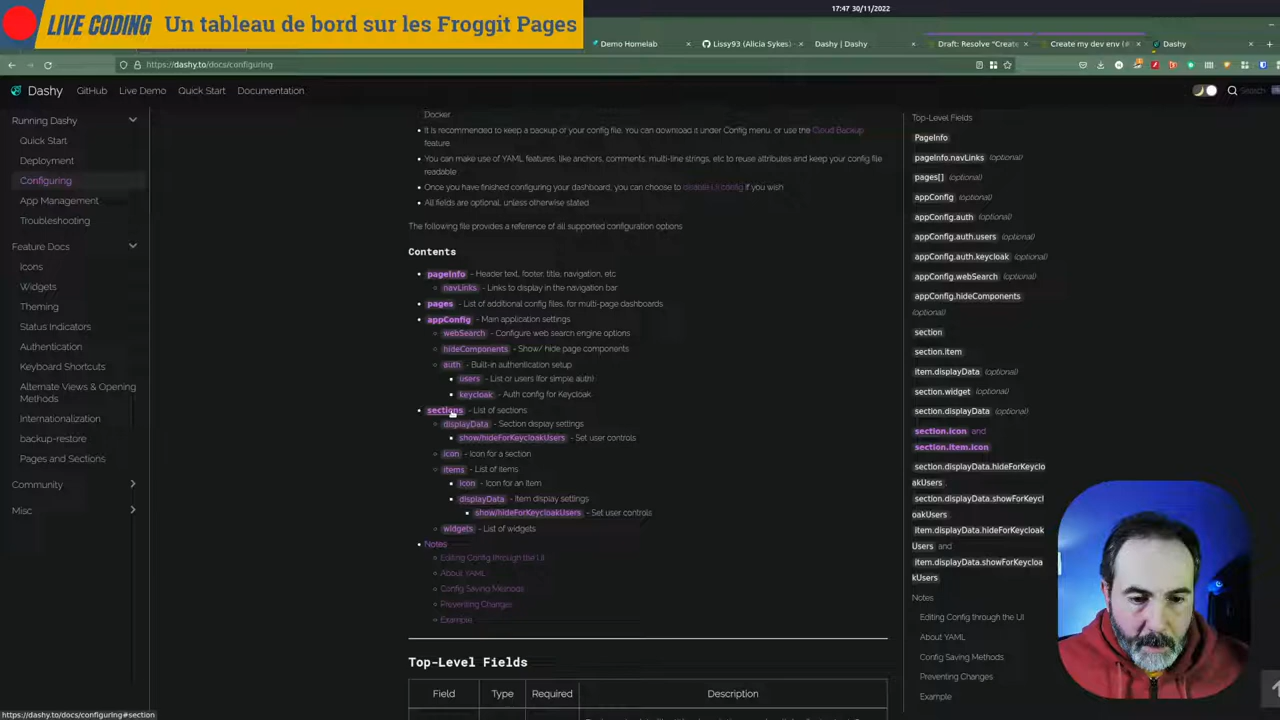 17:47 30/11/2022
LIVE CODING Un tableau de bord sur les Froggit Pages
Demo Homelab
Lissy93 (Alicia Sykes)
Dashy | Dashy
Draft: Resolve "Create
Create my dev env (#
Dashy
https://dashy.to/docs/configuring
Dashy GitHub Live Demo Quick Start Documentation
Search
Running Dashy
Quick Start
Deployment
Configuring
App Management
Troubleshooting
Feature Docs
Icons
Widgets
Theming
Status Indicators
Authentication
Keyboard Shortcuts
Alternate Views & Opening
Methods
Internationalization
backup-restore
Pages and Sections
Community
Misc
Docker.
It is recommended to keep a backup of your config file. You can download it under Config menu, or use the Cloud Backup
feature.
You can make use of YAML features, like anchors, comments, multi-line strings, etc to reuse attributes and keep your config file
readable
Once you have finished configuring your dashboard, you can choose to disable UI config if you wish
All fields are optional, unless otherwise stated
The following file provides a reference of all supported configuration options
Contents
pageInfo - Header text, footer, title, navigation, etc
navLinks - Links to display in the navigation bar
pages - List of additional config files, for multi-page dashboards
appConfig - Main application settings
webSearch - Configure web search engine options
hideComponents - Show/ hide page components
auth - Built-in authentication setup
users - List or users (for simple auth)
keycloak - Auth config for Keycloak
sections - List of sections
displayData - Section display settings
show/hideForKeycloakUsers - Set user controls
icon - Icon for a section
items - List of items
icon - Icon for an item
displayData - Item display settings
show/hideForKeycloakUsers - Set user controls
widgets - List of widgets
Notes
Editing Config through the UI
About YAML
Config Saving Methods
Preventing Changes
Example
Top-Level Fields
Field Type Required Description
Top-Level Fields
PageInfo
pageInfo.navLinks (optional)
pages[] (optional)
appConfig (optional)
appConfig.auth (optional)
appConfig.auth.users (optional)
appConfig.auth.keycloak (optional)
appConfig.webSearch (optional)
appConfig.hideComponents
(optional)
section
section.item
item.displayData (optional)
section.widget (optional)
section.displayData (optional)
section.icon and
section.item.icon
section.displayData.hideForKeyclo
akUsers
section.displayData.showForKeycl
oakUsers
item.displayData.hideForKeycloak
Users and
item.displayData.showForKeycloa
kUsers
Notes
Editing Config through the UI
About YAML
Config Saving Methods
Preventing Changes
Example
https://dashy.to/docs/configuring#section